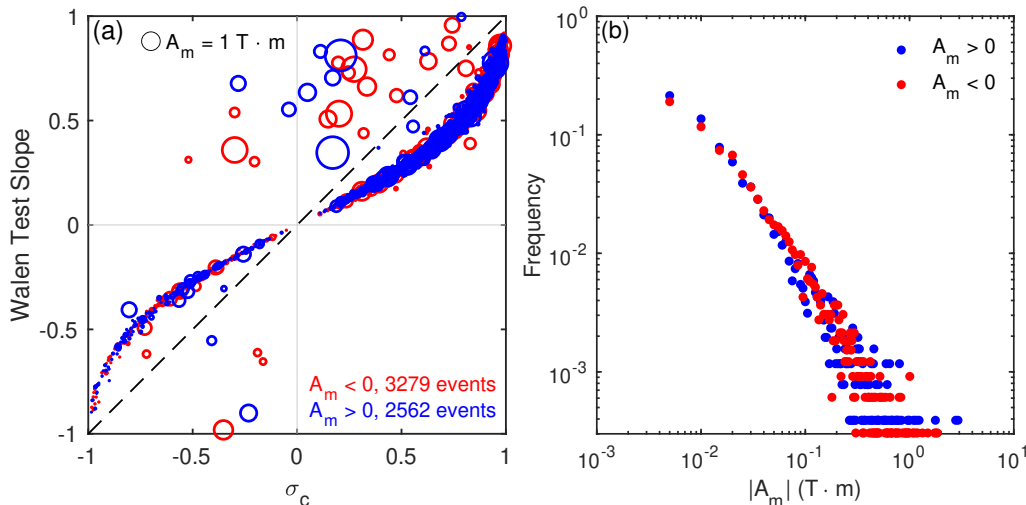 (a)
A_m = 1 T · m
1
0.5
0
-0.5
-1
Walen Test Slope
A_m < 0, 3279 events
A_m > 0, 2562 events
-1 -0.5 0 0.5 1
σ_c
(b)
A_m > 0
A_m < 0
10^0
10^-1
10^-2
10^-3
Frequency
10^-3 10^-2 10^-1 10^0 10^1
|A_m| (T · m)